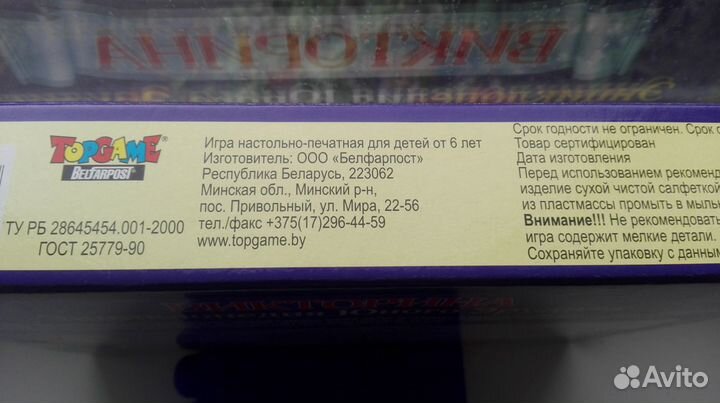 ВИКТОРИНА
TOPGAME®
BELFARPOST
ТУ РБ 28645454.001-2000
ГОСТ 25779-90
Игра настольно-печатная для детей от 6 лет
Изготовитель: ООО «Белфарпост»
Республика Беларусь, 223062
Минская обл., Минский р-н,
пос. Привольный, ул. Мира, 22-56
тел./факс +375(17)296-44-59
www.topgame.by
Срок годности не ограничен. Срок
Товар сертифицирован
Дата изготовления
Перед использованием рекоменд
изделие сухой чистой салфеткой
из пластмассы промыть в мыль
Внимание!!! Не рекомендовать
игра содержит мелкие детали.
Сохраняйте упаковку с данным
ВИКТОРИНА
Avito